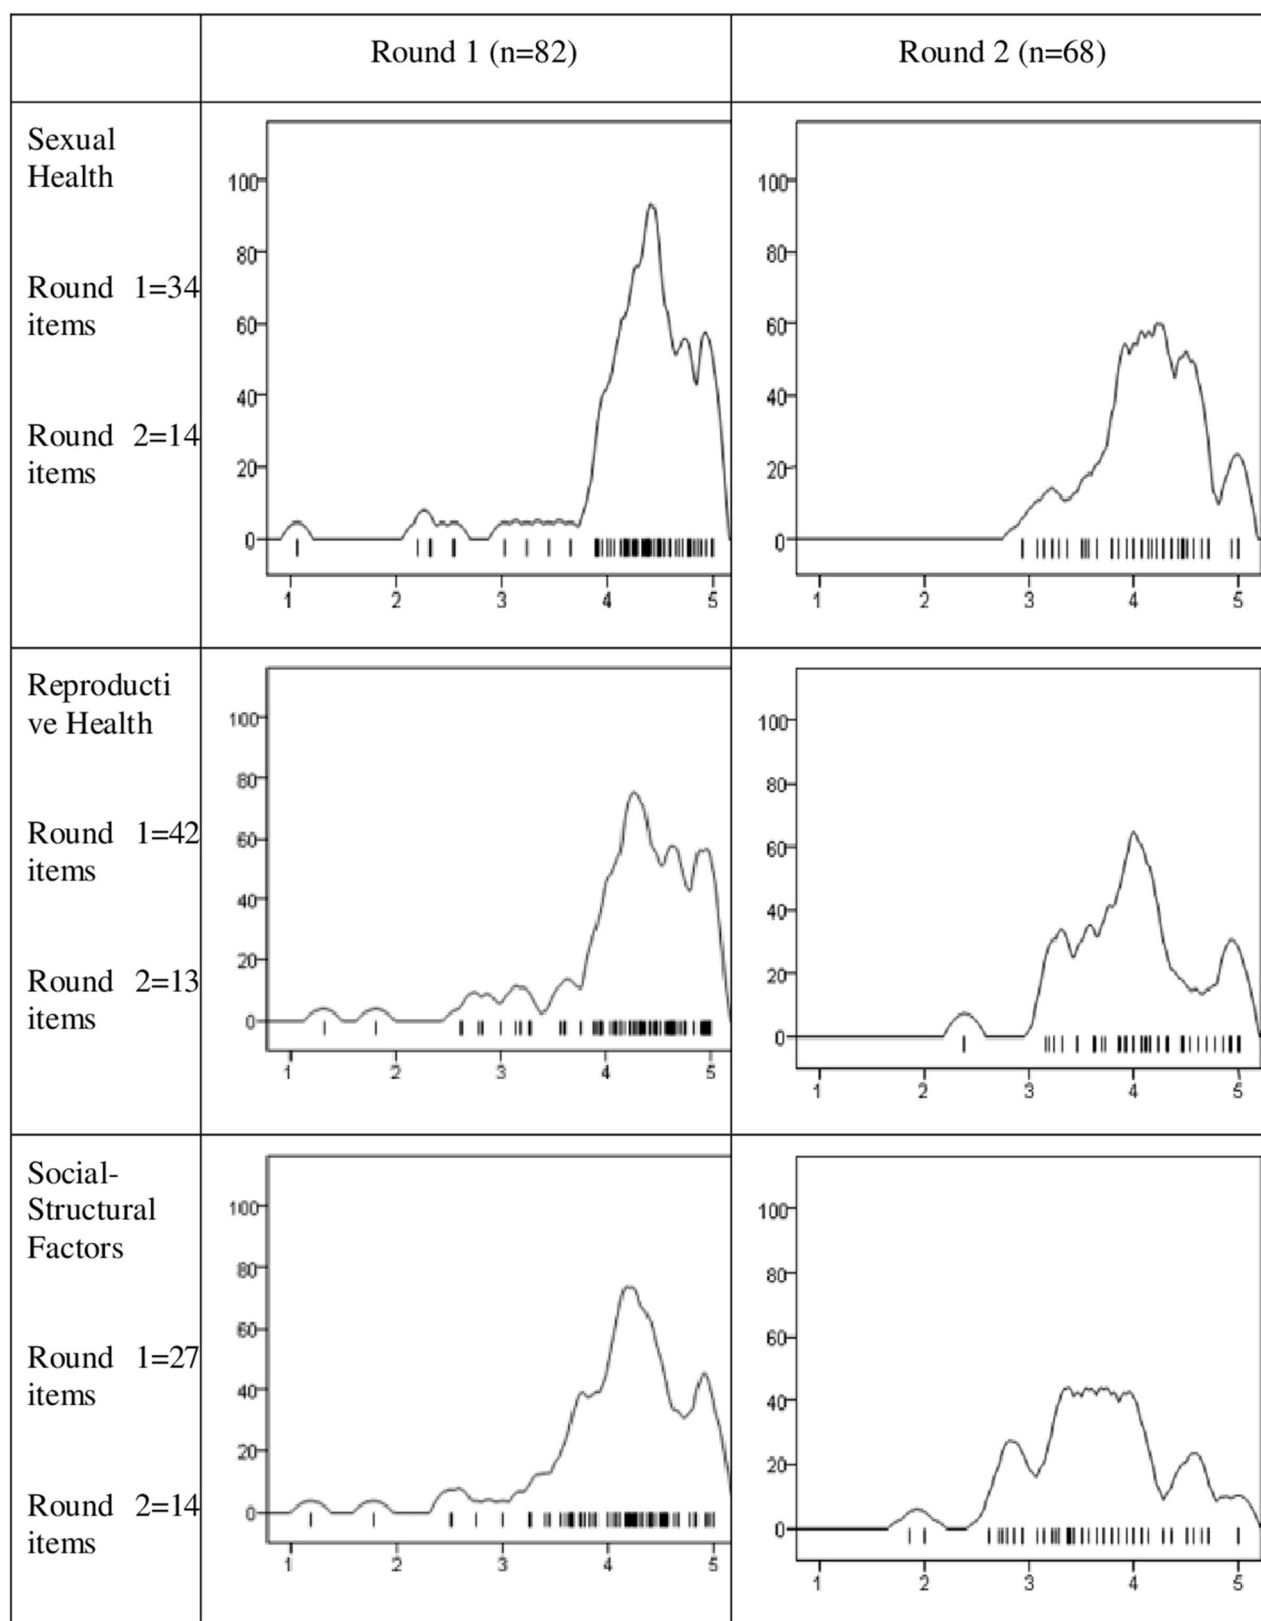 Round 1 (n=82)
Round 2 (n=68)
Sexual
Health
Round 1=34
items
Round 2=14
items
100
80
60
40
20
0
1 2 3 4 5
100
80
60
40
20
0
1 2 3 4 5
Reproducti
ve Health
Round 1=42
items
Round 2=13
items
100
80
60
40
20
0
1 2 3 4 5
100
80
60
40
20
0
1 2 3 4 5
Social-
Structural
Factors
Round 1=27
items
Round 2=14
items
100
80
60
40
20
0
1 2 3 4 5
100
80
60
40
20
0
1 2 3 4 5